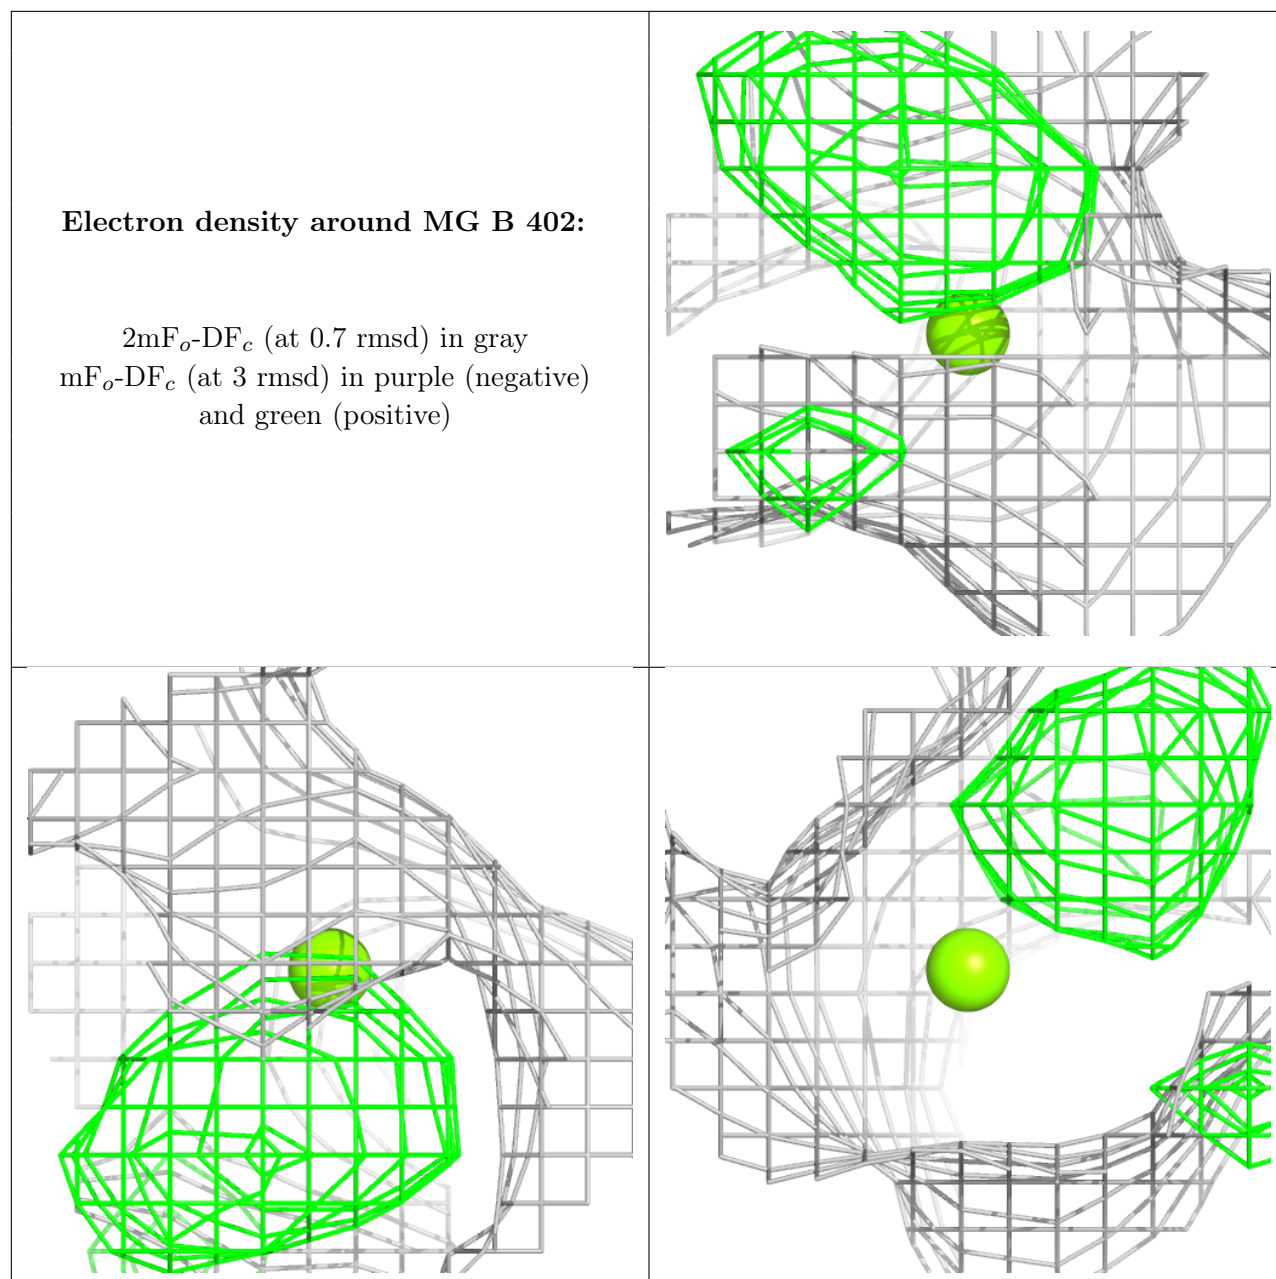 Electron density around MG B 402:
2mFo-DFc (at 0.7 rmsd) in gray
mFo-DFc (at 3 rmsd) in purple (negative)
and green (positive)